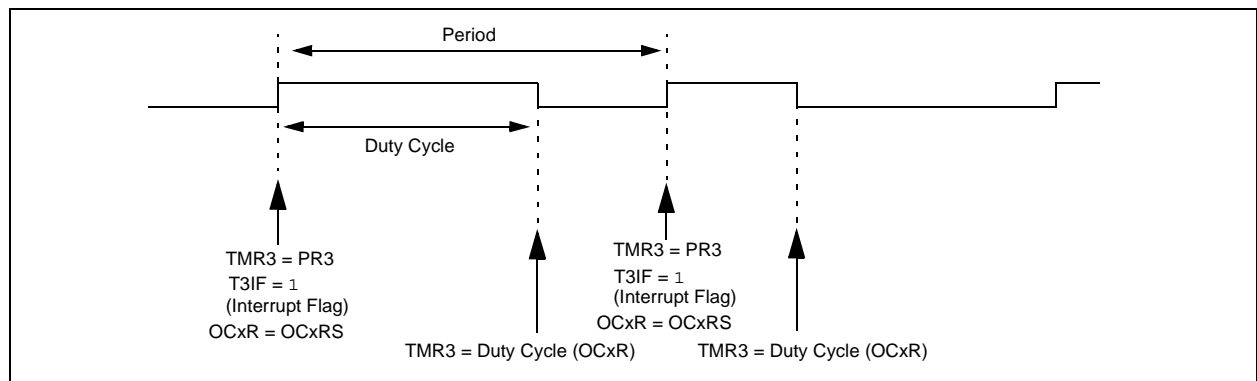 Period
Duty Cycle
TMR3 = PR3
T3IF = 1
(Interrupt Flag)
OCxR = OCxRS
TMR3 = Duty Cycle (OCxR)
TMR3 = PR3
T3IF = 1
(Interrupt Flag)
OCxR = OCxRS
TMR3 = Duty Cycle (OCxR)